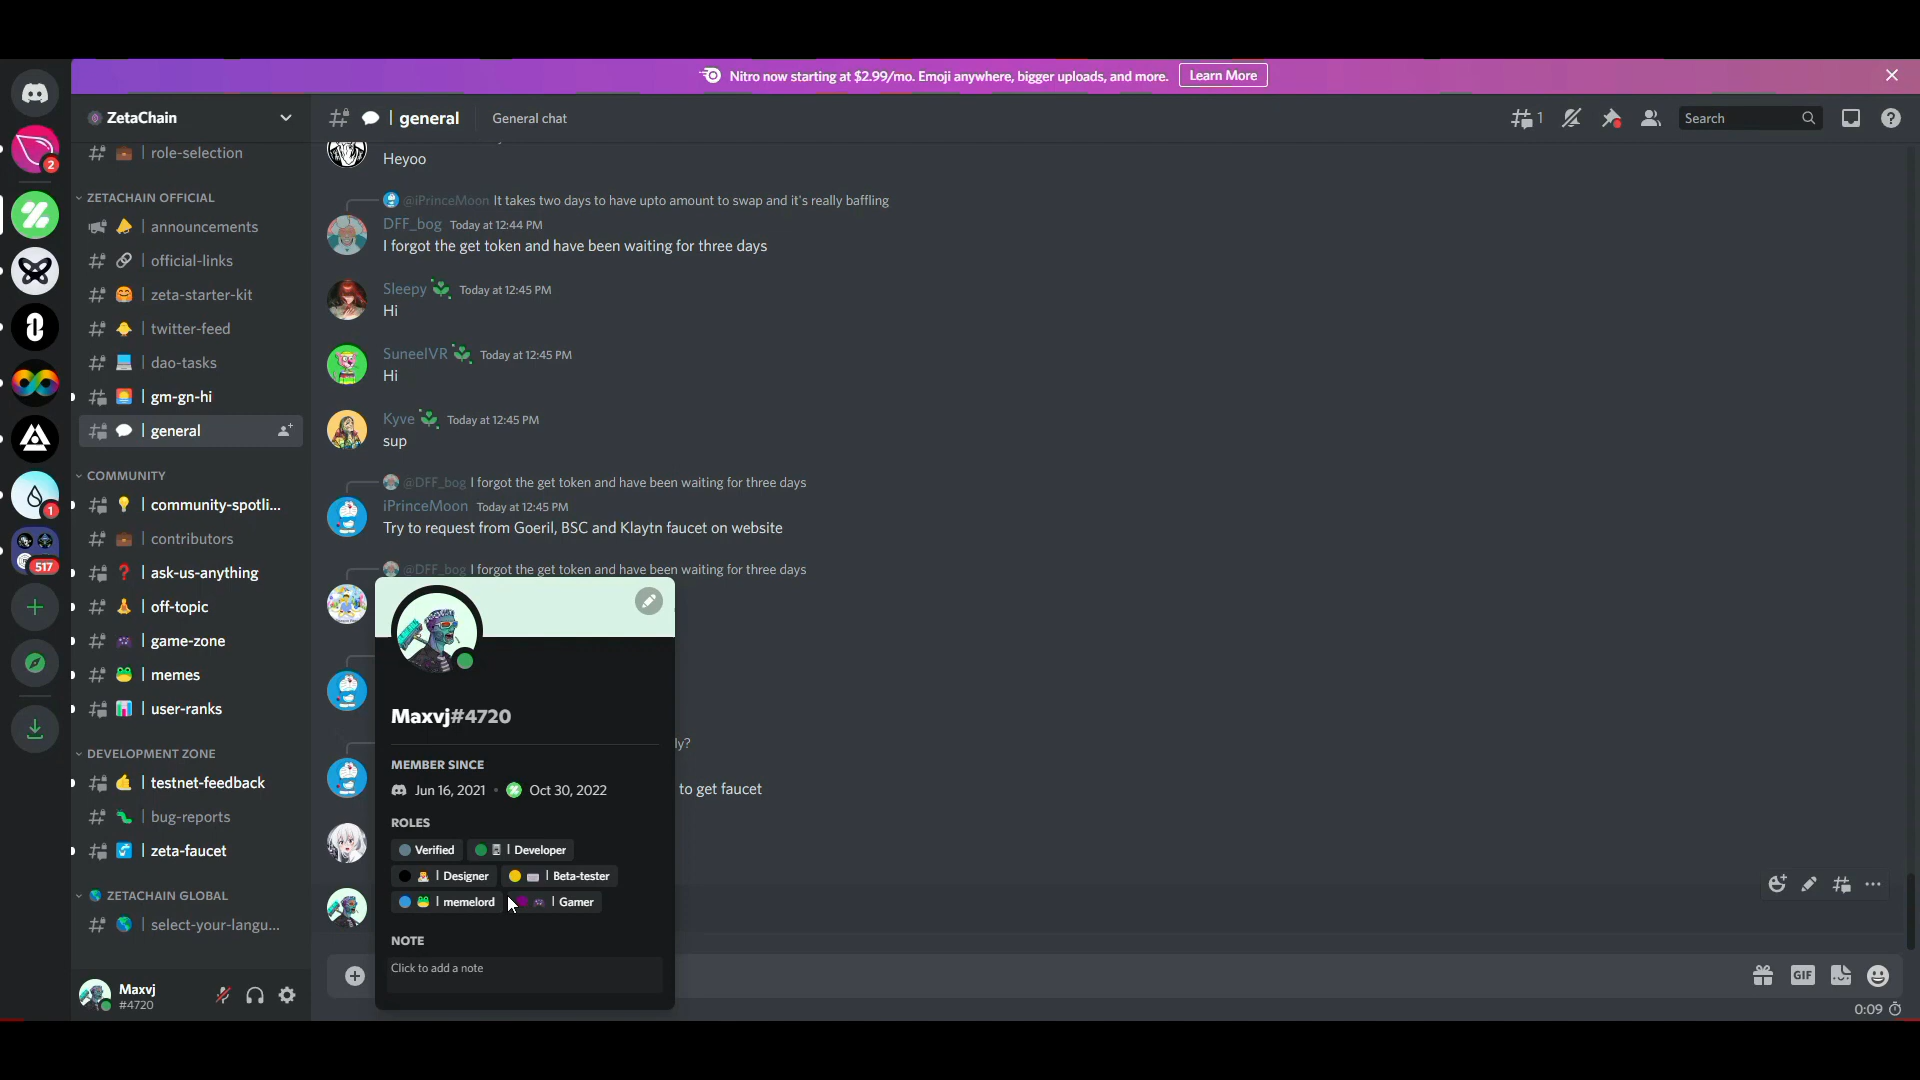 Nitro now starting at $2.99/mo. Emoji anywhere, bigger uploads, and more. Learn More
ZetaChain
role-selection
ZETACHAIN OFFICIAL
announcements
official-links
zeta-starter-kit
twitter-feed
dao-tasks
gm-gn-hi
general
COMMUNITY
community-spotli...
contributors
ask-us-anything
off-topic
game-zone
memes
user-ranks
DEVELOPMENT ZONE
testnet-feedback
bug-reports
zeta-faucet
ZETACHAIN GLOBAL
select-your-langu...
Maxvj
#4720
2
1
517
general General chat
1
Search
Heyoo
@iPrinceMoon It takes two days to have upto amount to swap and it's really baffling
DFF_bog Today at 12:44 PM
I forgot the get token and have been waiting for three days
Sleepy Today at 12:45 PM
Hi
SuneelVR Today at 12:45 PM
Hi
Kyve Today at 12:45 PM
sup
@DFF_bog I forgot the get token and have been waiting for three days
iPrinceMoon Today at 12:45 PM
Try to request from Goeril, BSC and Klaytn faucet on website
@DFF_bog I forgot the get token and have been waiting for three days
ly?
to get faucet
Maxvj#4720
MEMBER SINCE
Jun 16, 2021 • Oct 30, 2022
ROLES
Verified | Developer
| Designer | Beta-tester
| memelord | Gamer
NOTE
Click to add a note
GIF
0:09